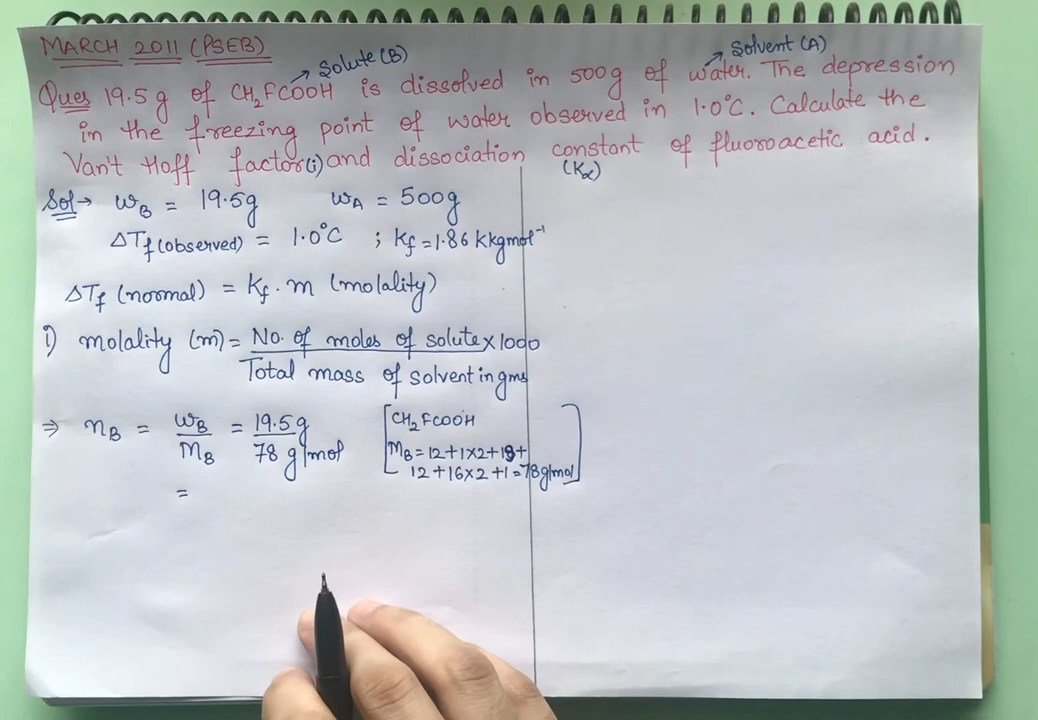 MARCH 2011 (PSEB)
Solute (B)
Solvent (A)
Ques 19.5 g of CH₂FCOOH is dissolved in 500g of water. The depression
in the freezing point of water observed in 1.0°C. Calculate the
Van't Hoff factor(i) and dissociation constant of fluoroacetic acid.
(Kα)
Sol → wB = 19.5g wA = 500g
ΔTf (observed) = 1.0°C ; Kf = 1.86 K kg mol⁻¹
ΔTf (normal) = Kf . m (molality)
i) molality (m) = No. of moles of solute × 1000
Total mass of solvent in gms
⇒ nB = wB / MB = 19.5g / 78 g/mol
[CH₂FCOOH
MB = 12+1×2+19+
12+16×2+1 = 78g/mol]
=